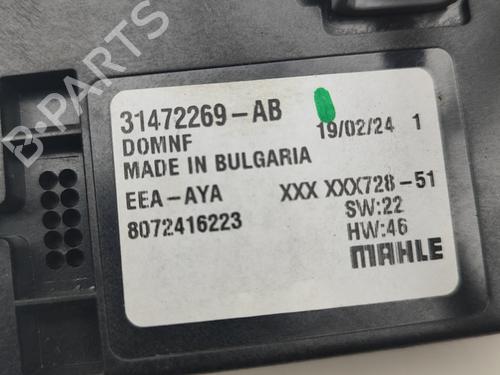 B-PARTS
31472269-AB
19/02/24 1
DOMNF
MADE IN BULGARIA
EEA-AYA XXX XXX728-51
8072416223 SW:22
HW:46
MAHLE